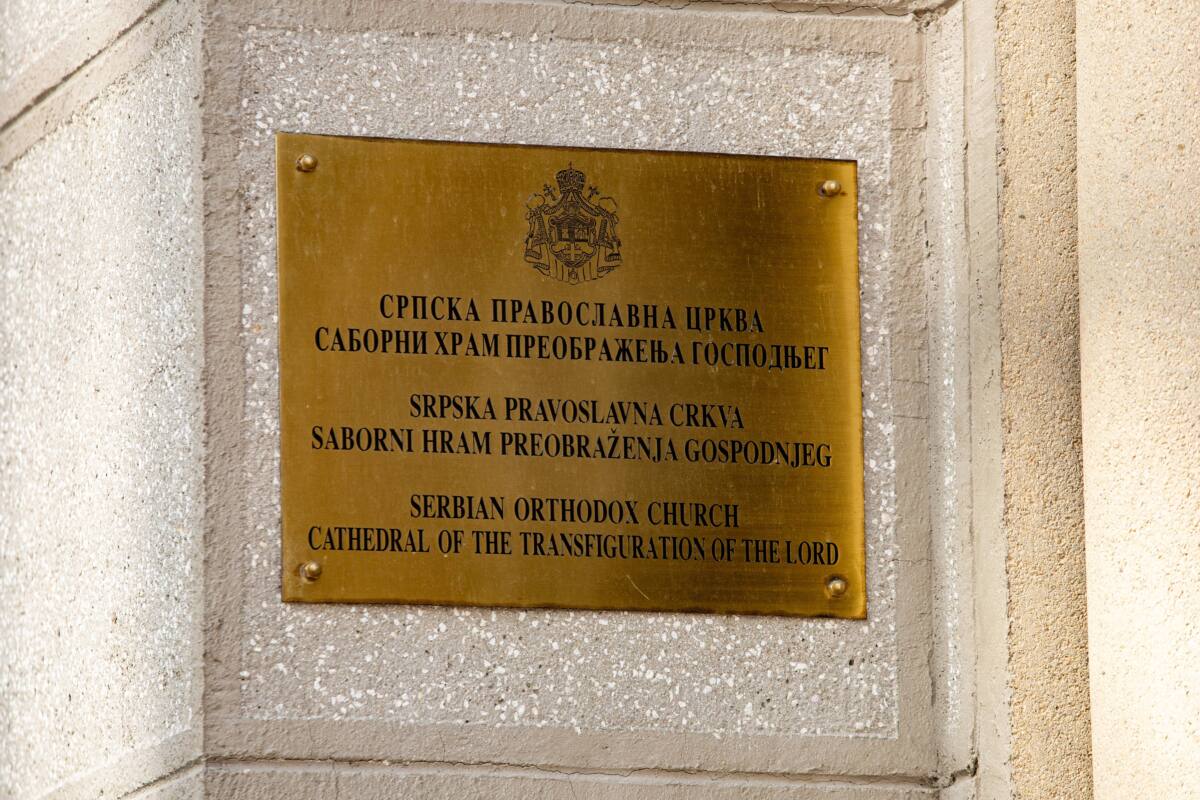 СРПСКА ПРАВОСЛАВНА ЦРКВА
САБОРНИ ХРАМ ПРЕОБРАЖЕЊА ГОСПОДЊЕГ
SRPSKA PRAVOSLAVNA CRKVA
SABORNI HRAM PREOBRAŽENJA GOSPODNJEG
SERBIAN ORTHODOX CHURCH
CATHEDRAL OF THE TRANSFIGURATION OF THE LORD